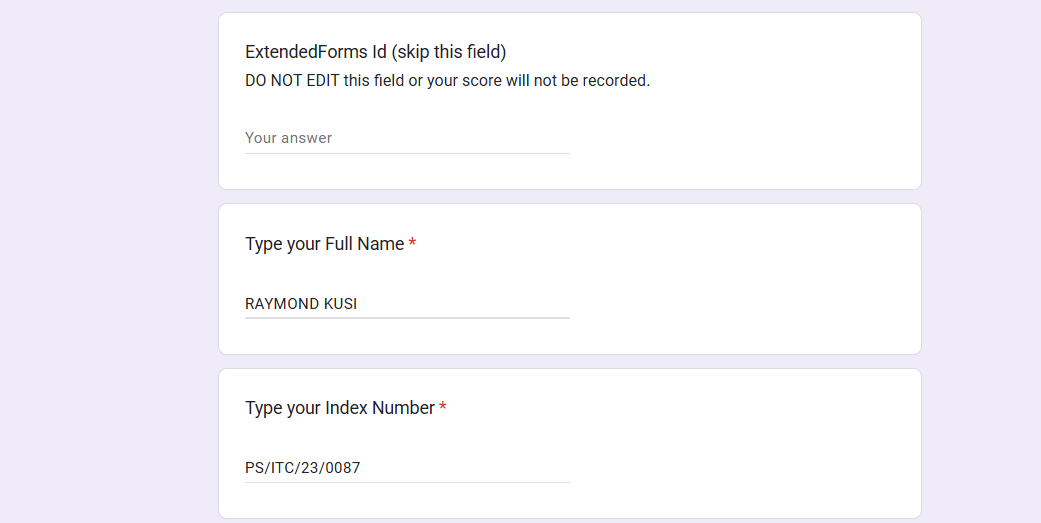 ExtendedForms Id (skip this field)
DO NOT EDIT this field or your score will not be recorded.
Your answer
Type your Full Name *
RAYMOND KUSI
Type your Index Number *
PS/ITC/23/0087